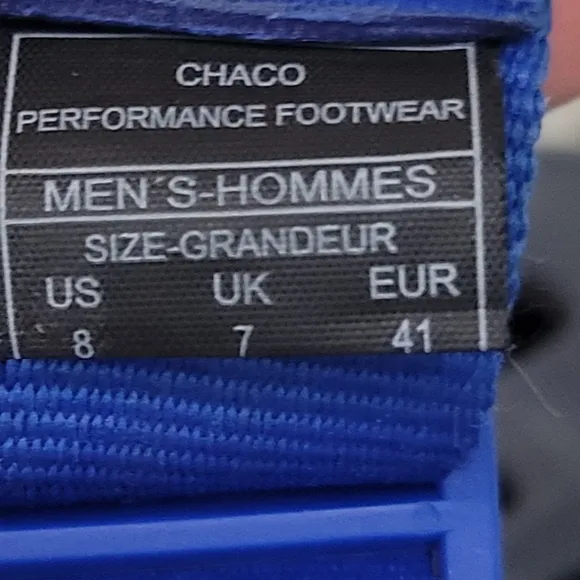 CHACO
PERFORMANCE FOOTWEAR
MEN´S-HOMMES
SIZE-GRANDEUR
US UK EUR
8 7 41